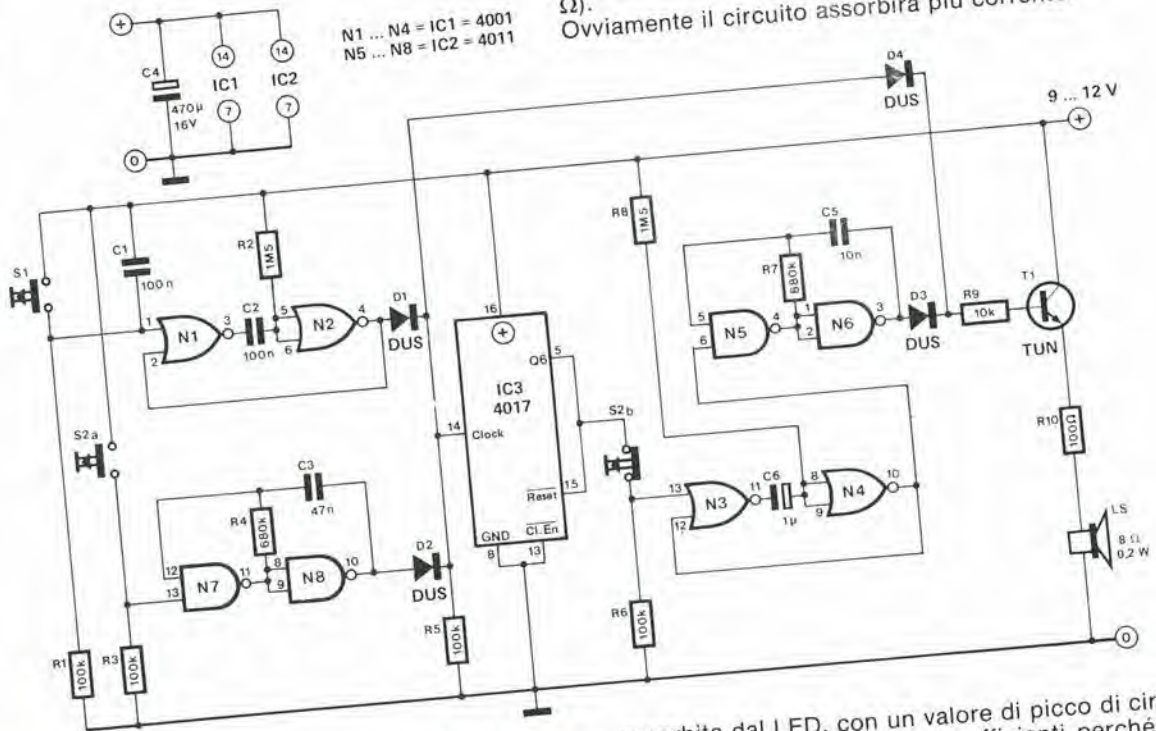 Ω).
Ovviamente il circuito assorbirà più
N1 ... N4 = IC1 = 4001
N5 ... N8 = IC2 = 4011
+
14
14
C4
IC1
IC2
470µ
16V
7
7
0
D4
DUS
9 ... 12 V
+
S1
C1
100n
R2
1M5
R8
1M5
C5
10n
R7
680k
T1
TUN
1
2
N1
3
C2
100n
5
6
N2
4
D1
DUS
16
+
IC3
4017
Q6
5
14
Clock
Reset
15
GND
Cl.En
8
13
5
6
N5
4
1
2
N6
3
D3
DUS
R9
10k
S2a
S2b
R10
100Ω
C3
47n
R4
680k
12
13
N7
11
8
9
N8
10
D2
DUS
13
12
N3
11
C6
1µ
8
9
N4
10
LS
8 Ω
0,2 W
R1
100k
R3
100k
R5
100k
R6
100k
0
dal LED, con un valore di picco di
perché